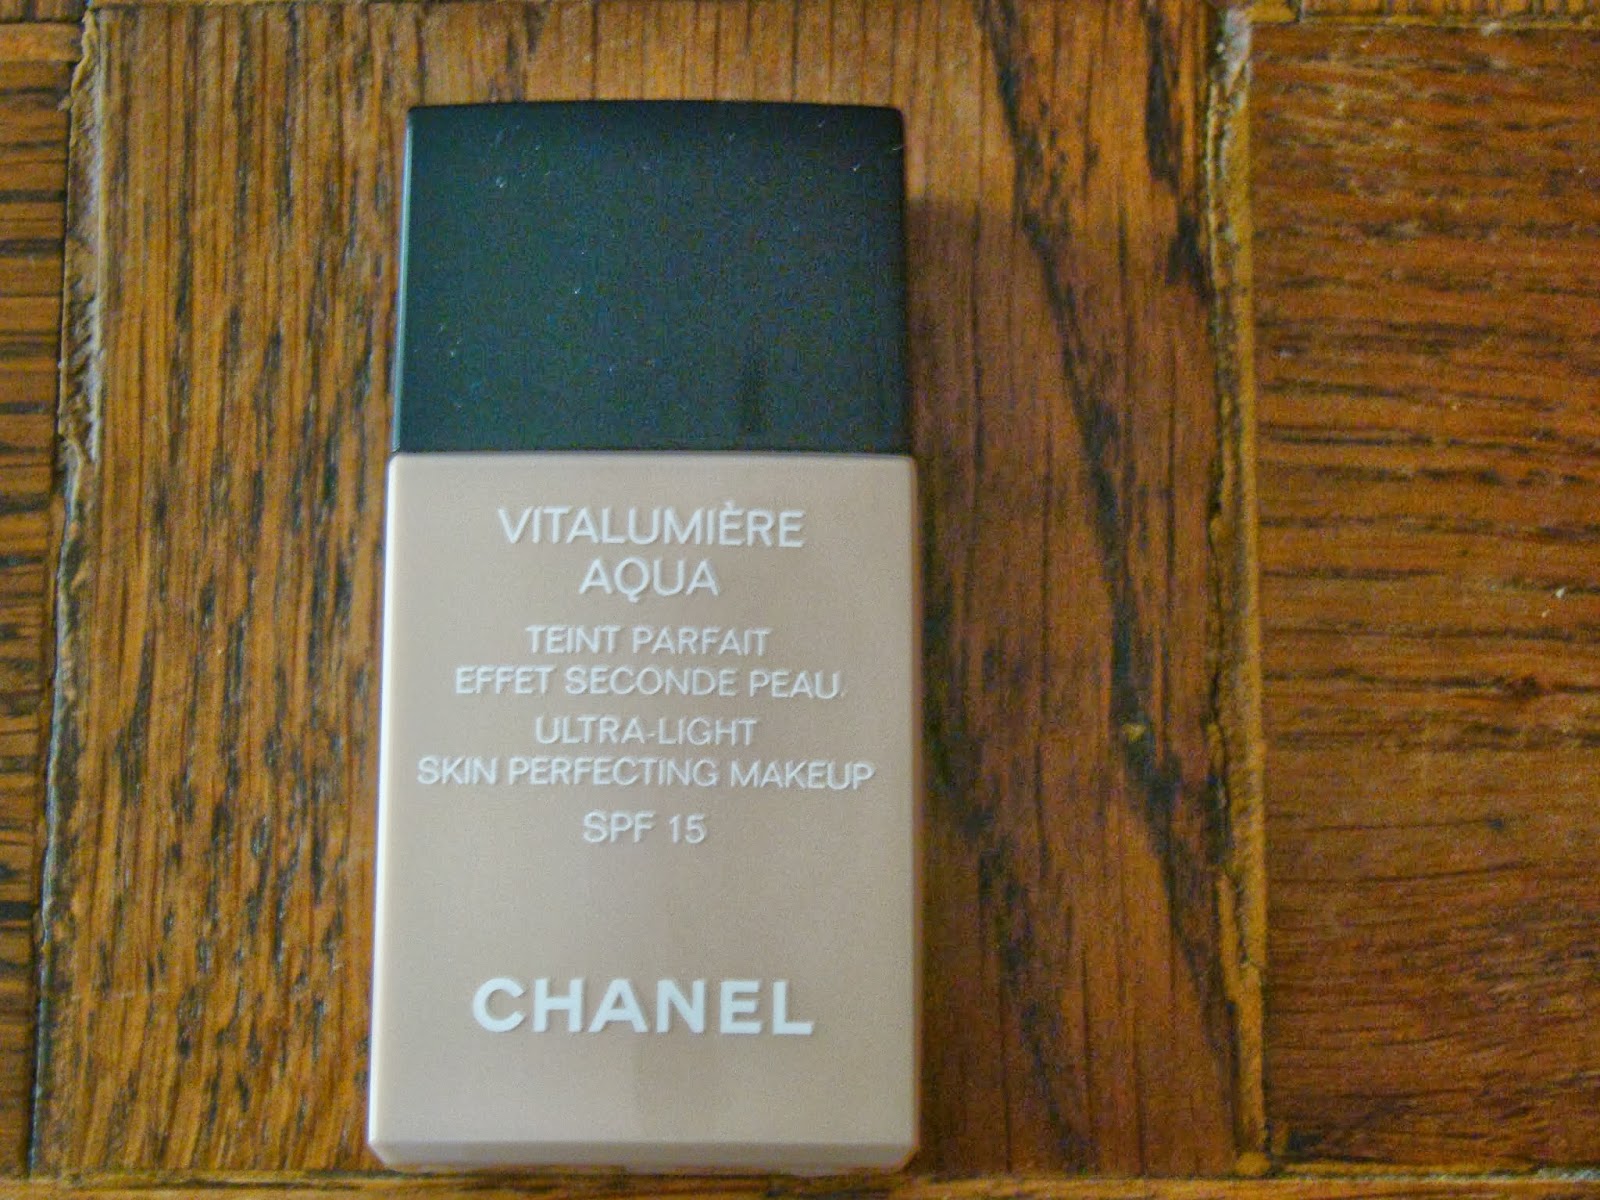 VITALUMIÈRE
AQUA
TEINT PARFAIT
EFFET SECONDE PEAU
ULTRA-LIGHT
SKIN PERFECTING MAKEUP
SPF 15
CHANEL